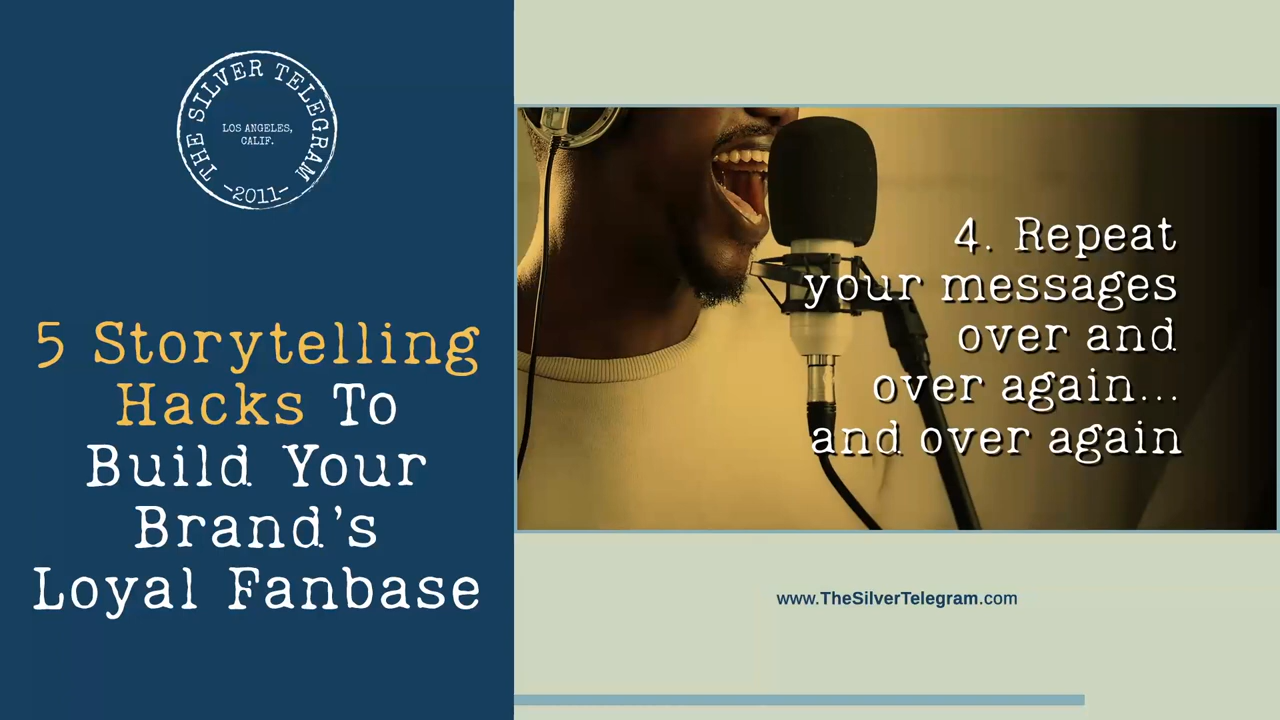 THE SILVER TELEGRAM
LOS ANGELES,
CALIF.
-2011-
5 Storytelling
Hacks To
Build Your
Brand's
Loyal Fanbase
4. Repeat
your messages
over and
over again...
and over again
www.TheSilverTelegram.com